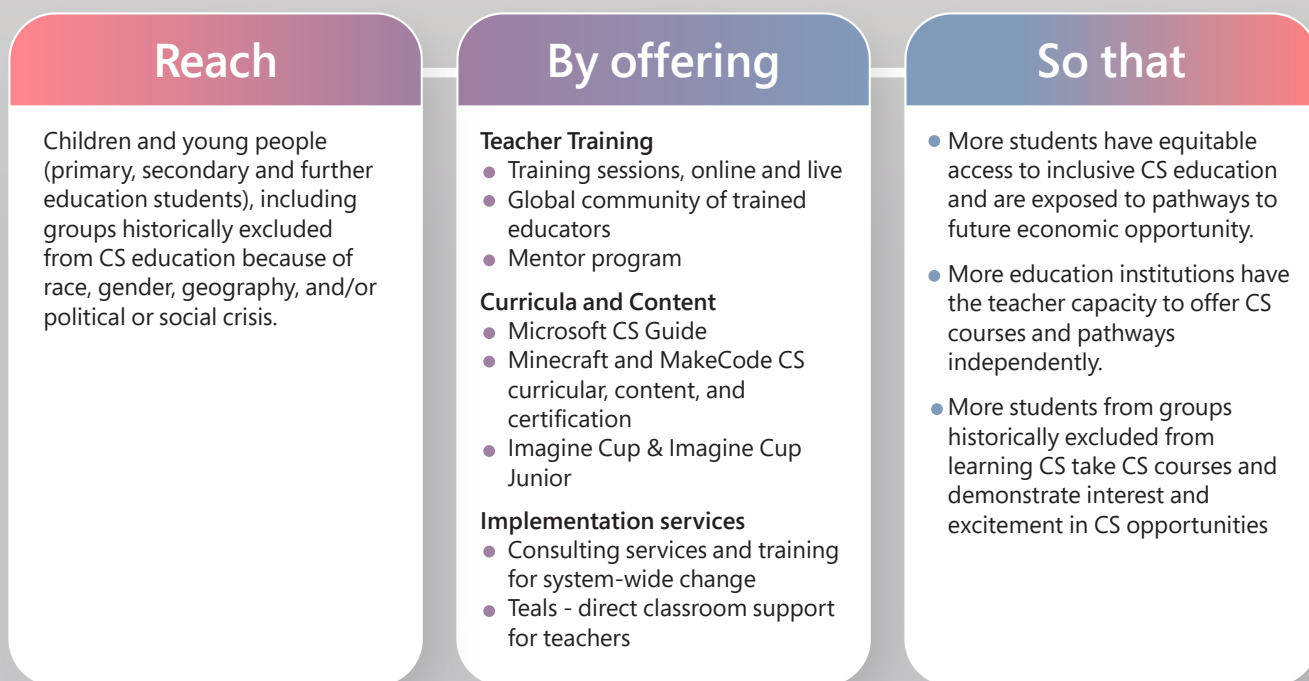 Reach
Children and young people
(primary, secondary and further
education students), including
groups historically excluded
from CS education because of
race, gender, geography, and/or
political or social crisis.
By offering
Teacher Training
Training sessions, online and live
Global community of trained
educators
Mentor program
Curricula and Content
Microsoft CS Guide
Minecraft and MakeCode CS
curricular, content, and
certification
Imagine Cup & Imagine Cup
Junior
Implementation services
Consulting services and training
for system-wide change
Teals - direct classroom support
for teachers
So that
More students have equitable
access to inclusive CS education
and are exposed to pathways to
future economic opportunity.
More education institutions have
the teacher capacity to offer CS
courses and pathways
independently.
More students from groups
historically excluded from
learning CS take CS courses and
demonstrate interest and
excitement in CS opportunities